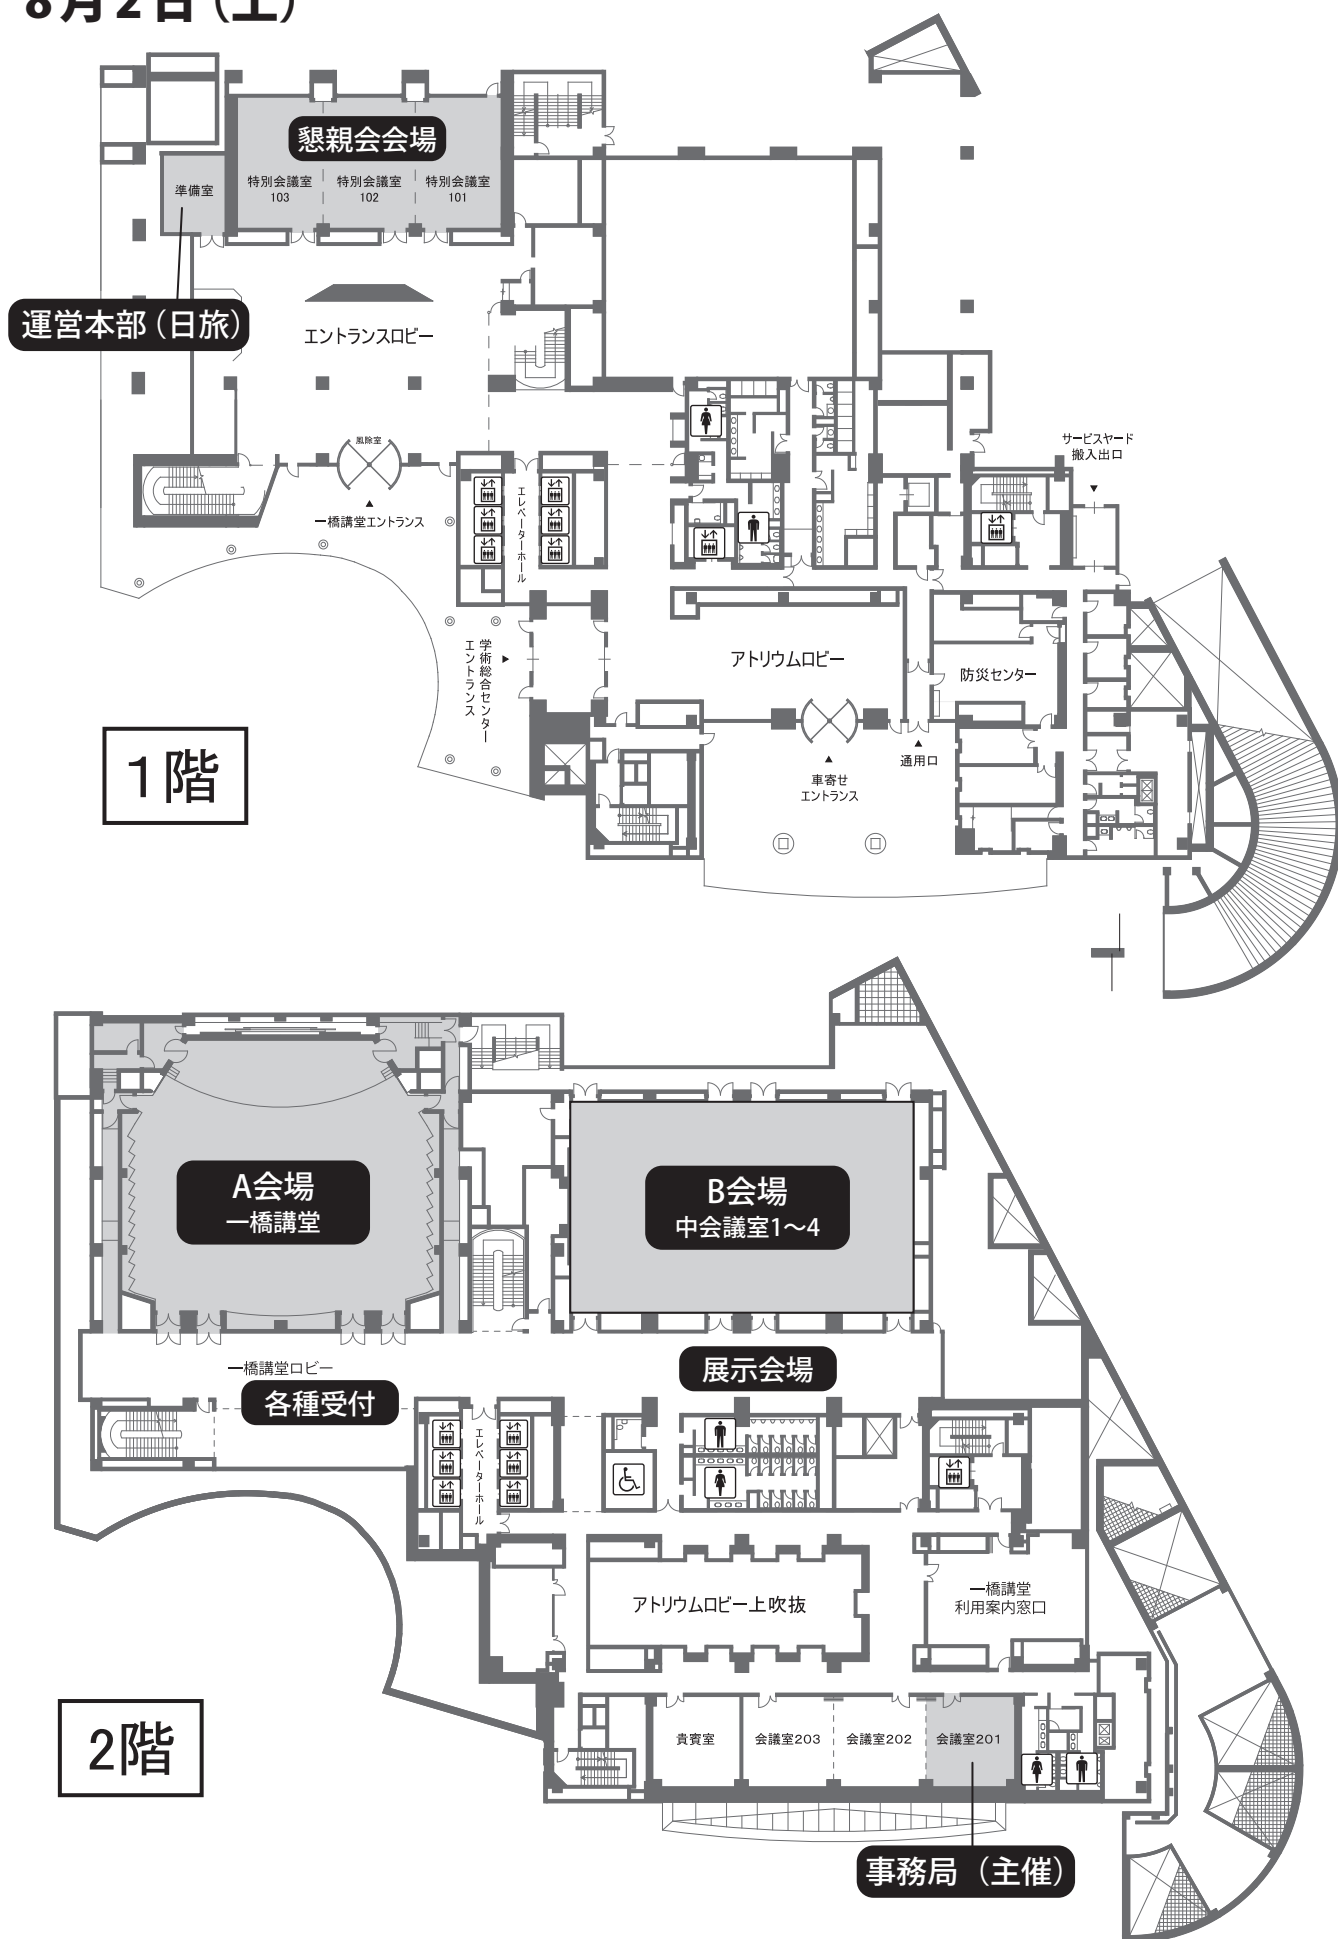 8月2日（土）
懇親会会場
準備室
特別会議室
103
特別会議室
102
特別会議室
101
運営本部（日旅）
エントランスロビー
風除室
一橋講堂エントランス
エレベーターホール
サービスヤード
搬入出口
学術総合センター
エントランス
アトリウムロビー
防災センター
通用口
車寄せ
エントランス
1階
A会場
一橋講堂
B会場
中会議室1～4
一橋講堂ロビー
各種受付
展示会場
エレベーターホール
アトリウムロビー上吹抜
一橋講堂
利用案内窓口
貴賓室
会議室203
会議室202
会議室201
2階
事務局（主催）